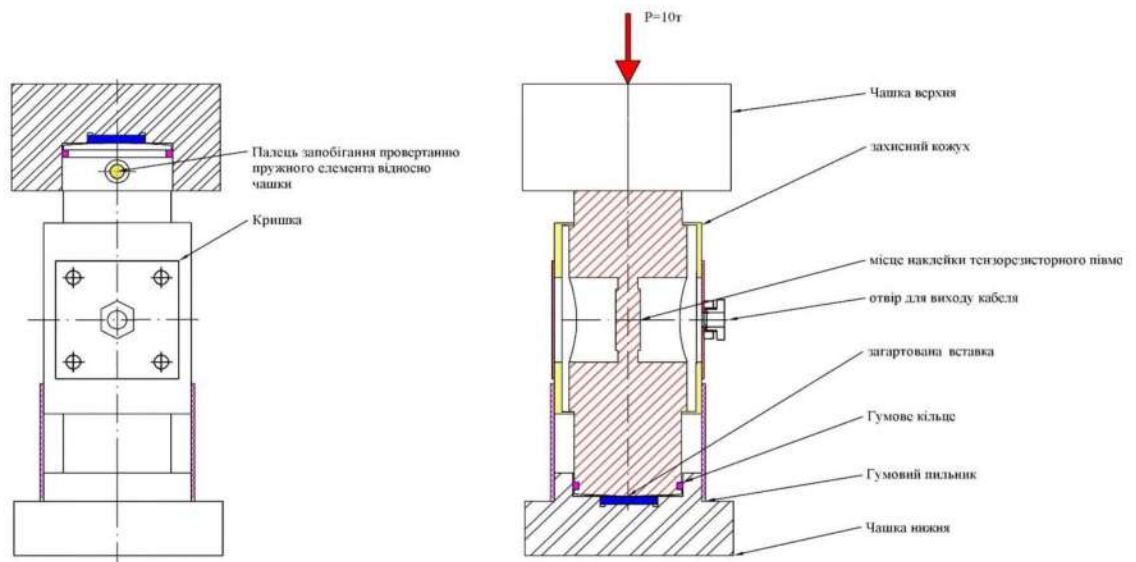 P=10т
Чашка верхня
захисний кожух
Палець запобігання провертанню
пружного елемента відносно
чашки
Кришка
місце наклейки тензорезисторного півмо
отвір для виходу кабеля
загартована вставка
Гумове кільце
Гумовий пильник
Чашка нижня